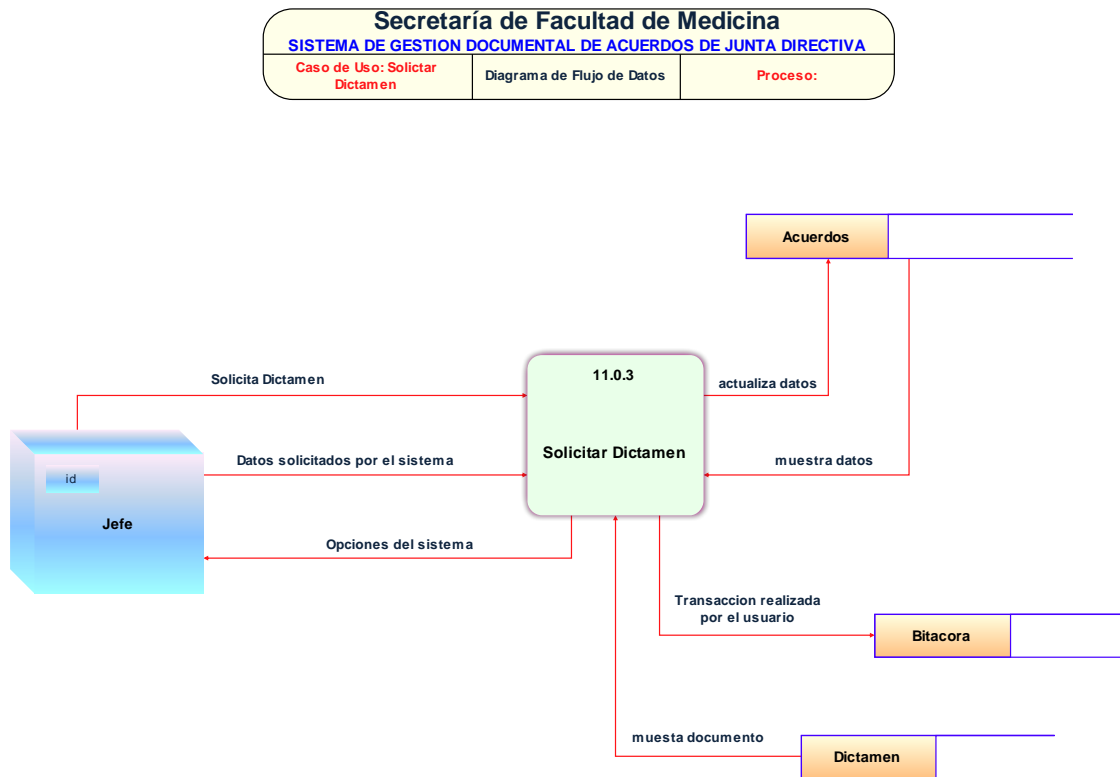 Secretaría de Facultad de Medicina
SISTEMA DE GESTION DOCUMENTAL DE ACUERDOS DE JUNTA DIRECTIVA
Caso de Uso: Solictar
Dictamen
Diagrama de Flujo de Datos
Proceso:
Acuerdos
11.0.3
Solicita Dictamen
actualiza datos
Solicitar Dictamen
Datos solicitados por el sistema
muestra datos
id
Jefe
Opciones del sistema
Transaccion realizada
por el usuario
Bitacora
muesta documento
Dictamen